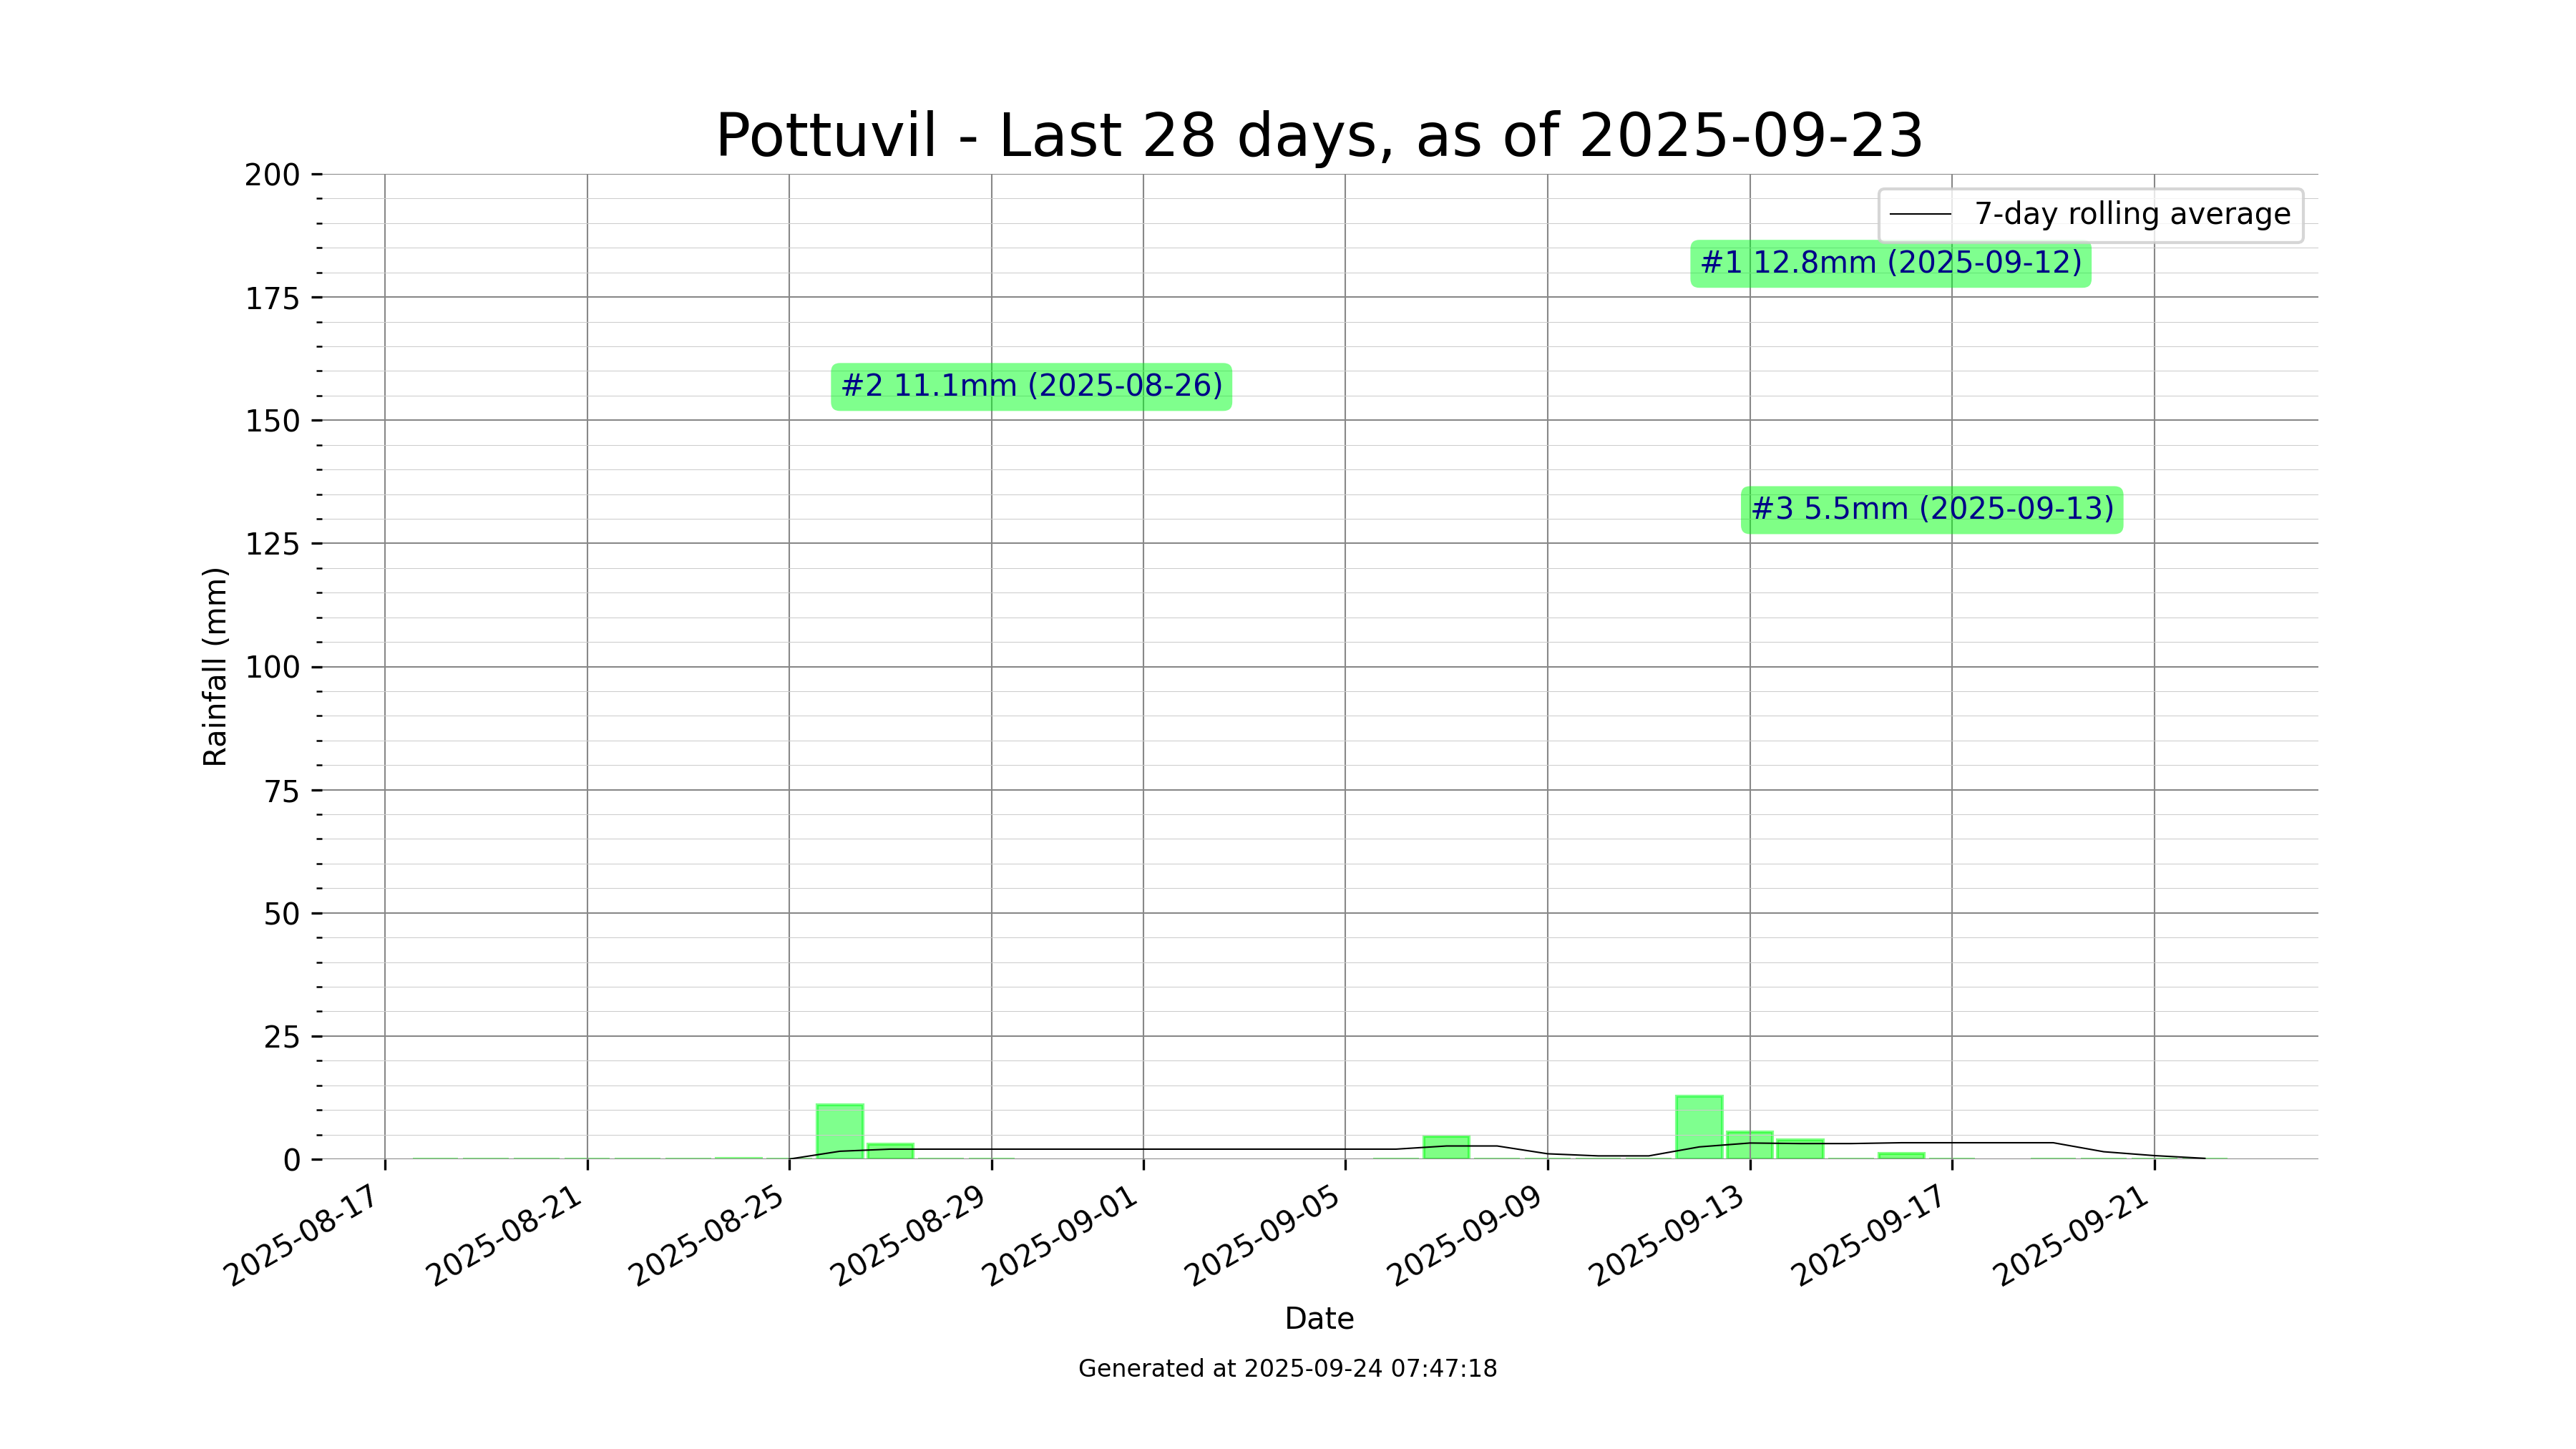 Pottuvil - Last 28 days, as of 2025-09-23
200
175
150
125
100
75
50
25
0
Rainfall (mm)
7-day rolling average
#1 12.8mm (2025-09-12)
#2 11.1mm (2025-08-26)
#3 5.5mm (2025-09-13)
2025-08-17
2025-08-21
2025-08-25
2025-08-29
2025-09-01
2025-09-05
2025-09-09
2025-09-13
2025-09-17
2025-09-21
Date
Generated at 2025-09-24 07:47:18